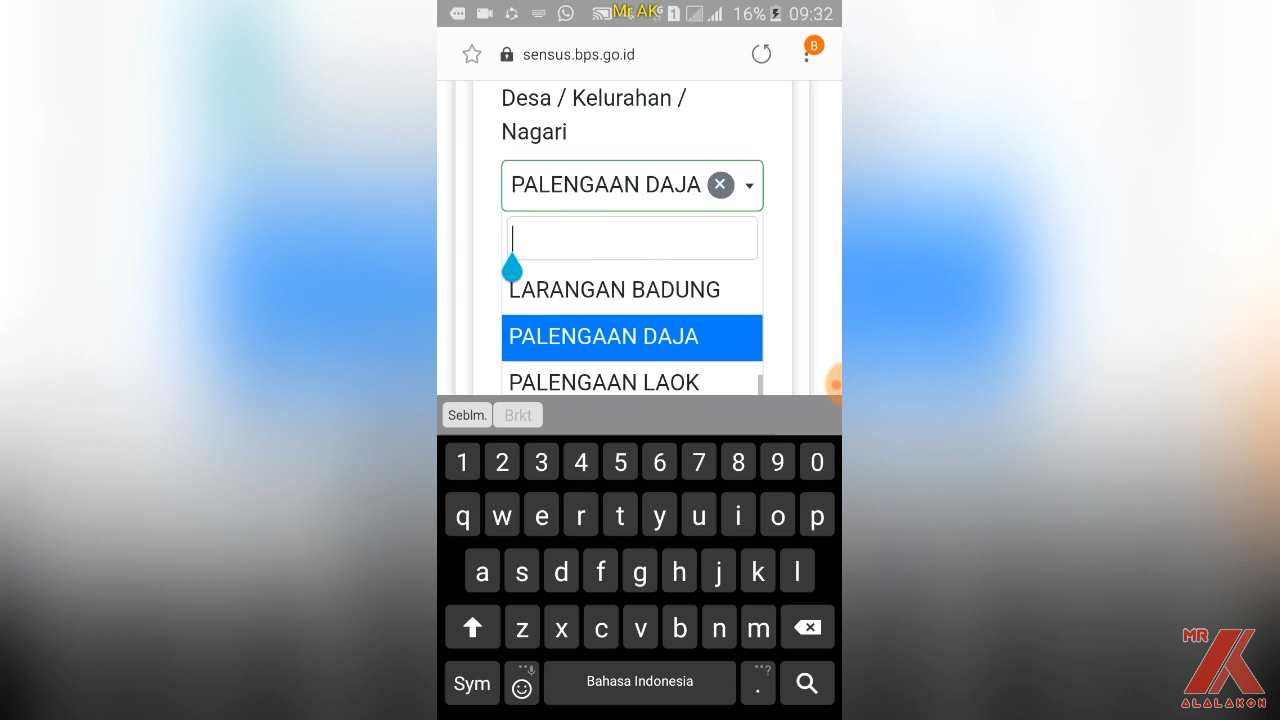 Mr AK
1
16%
09:32
sensus.bps.go.id
B
Desa / Kelurahan /
Nagari
PALENGAAN DAJA
LARANGAN BADUNG
PALENGAAN DAJA
PALENGAAN LAOK
Seblm. Brkt
1 2 3 4 5 6 7 8 9 0
q w e r t y u i o p
a s d f g h j k l
z x c v b n m
Sym Bahasa Indonesia .
MR
ALALAKON